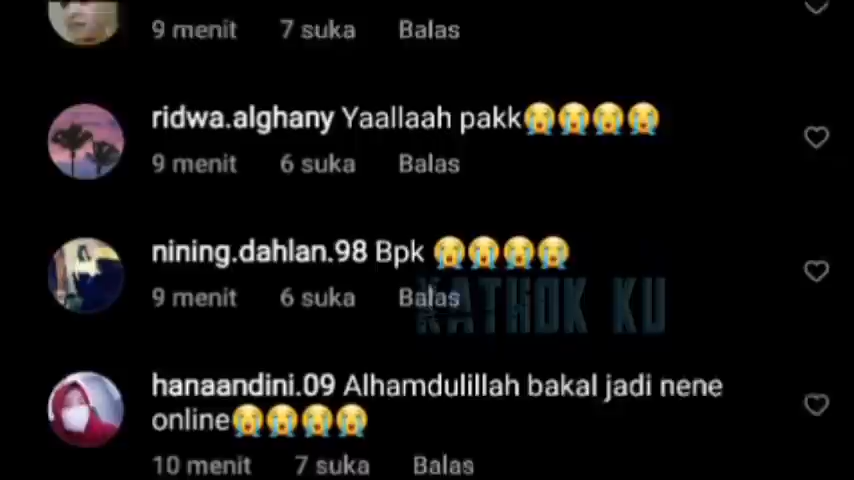 9 menit 7 suka Balas
ridwa.alghany Yaallaah pakk😭😭😭😭
9 menit 6 suka Balas
nining.dahlan.98 Bpk 😭😭😭😭
9 menit 6 suka Balas
KATHOK KU
hanaandini.09 Alhamdulillah bakal jadi nene
online😭😭😭😭
10 menit 7 suka Balas